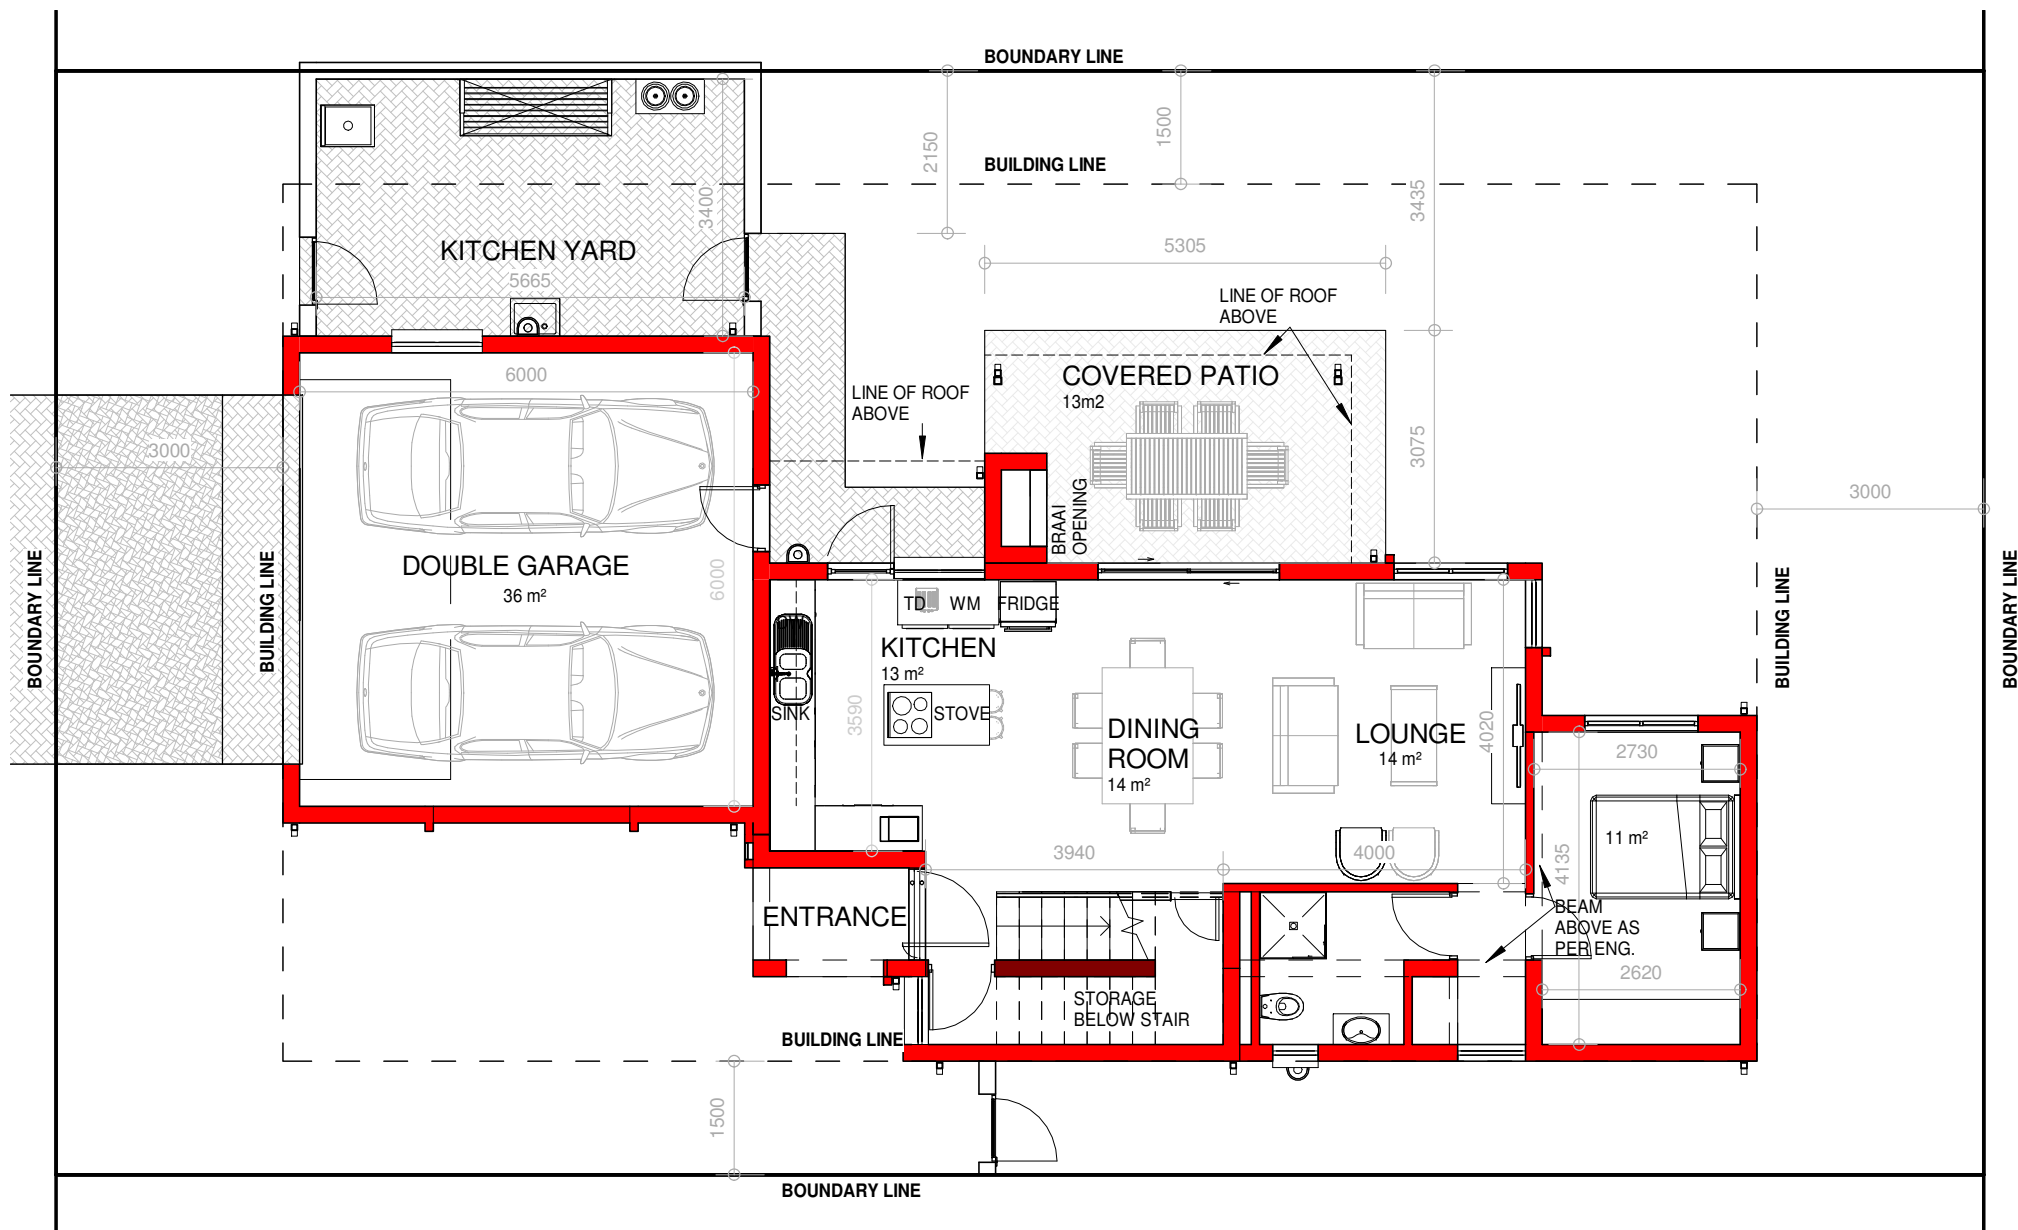 BOUNDARY LINE
2150
1500
BUILDING LINE
3435
3400
KITCHEN YARD
5665
5305
LINE OF ROOF
ABOVE
6000
COVERED PATIO
13m2
LINE OF ROOF
ABOVE
3075
3000
3000
BRAAI
OPENING
DOUBLE GARAGE
36 m²
6000
BOUNDARY LINE
BUILDING LINE
BUILDING LINE
BOUNDARY LINE
TD
WM
FRIDGE
KITCHEN
13 m²
SINK
3590
STOVE
DINING
ROOM
14 m²
LOUNGE
14 m²
4020
2730
11 m²
4135
3940
4000
ENTRANCE
BEAM
ABOVE AS
PER ENG.
2620
STORAGE
BELOW STAIR
BUILDING LINE
1500
BOUNDARY LINE